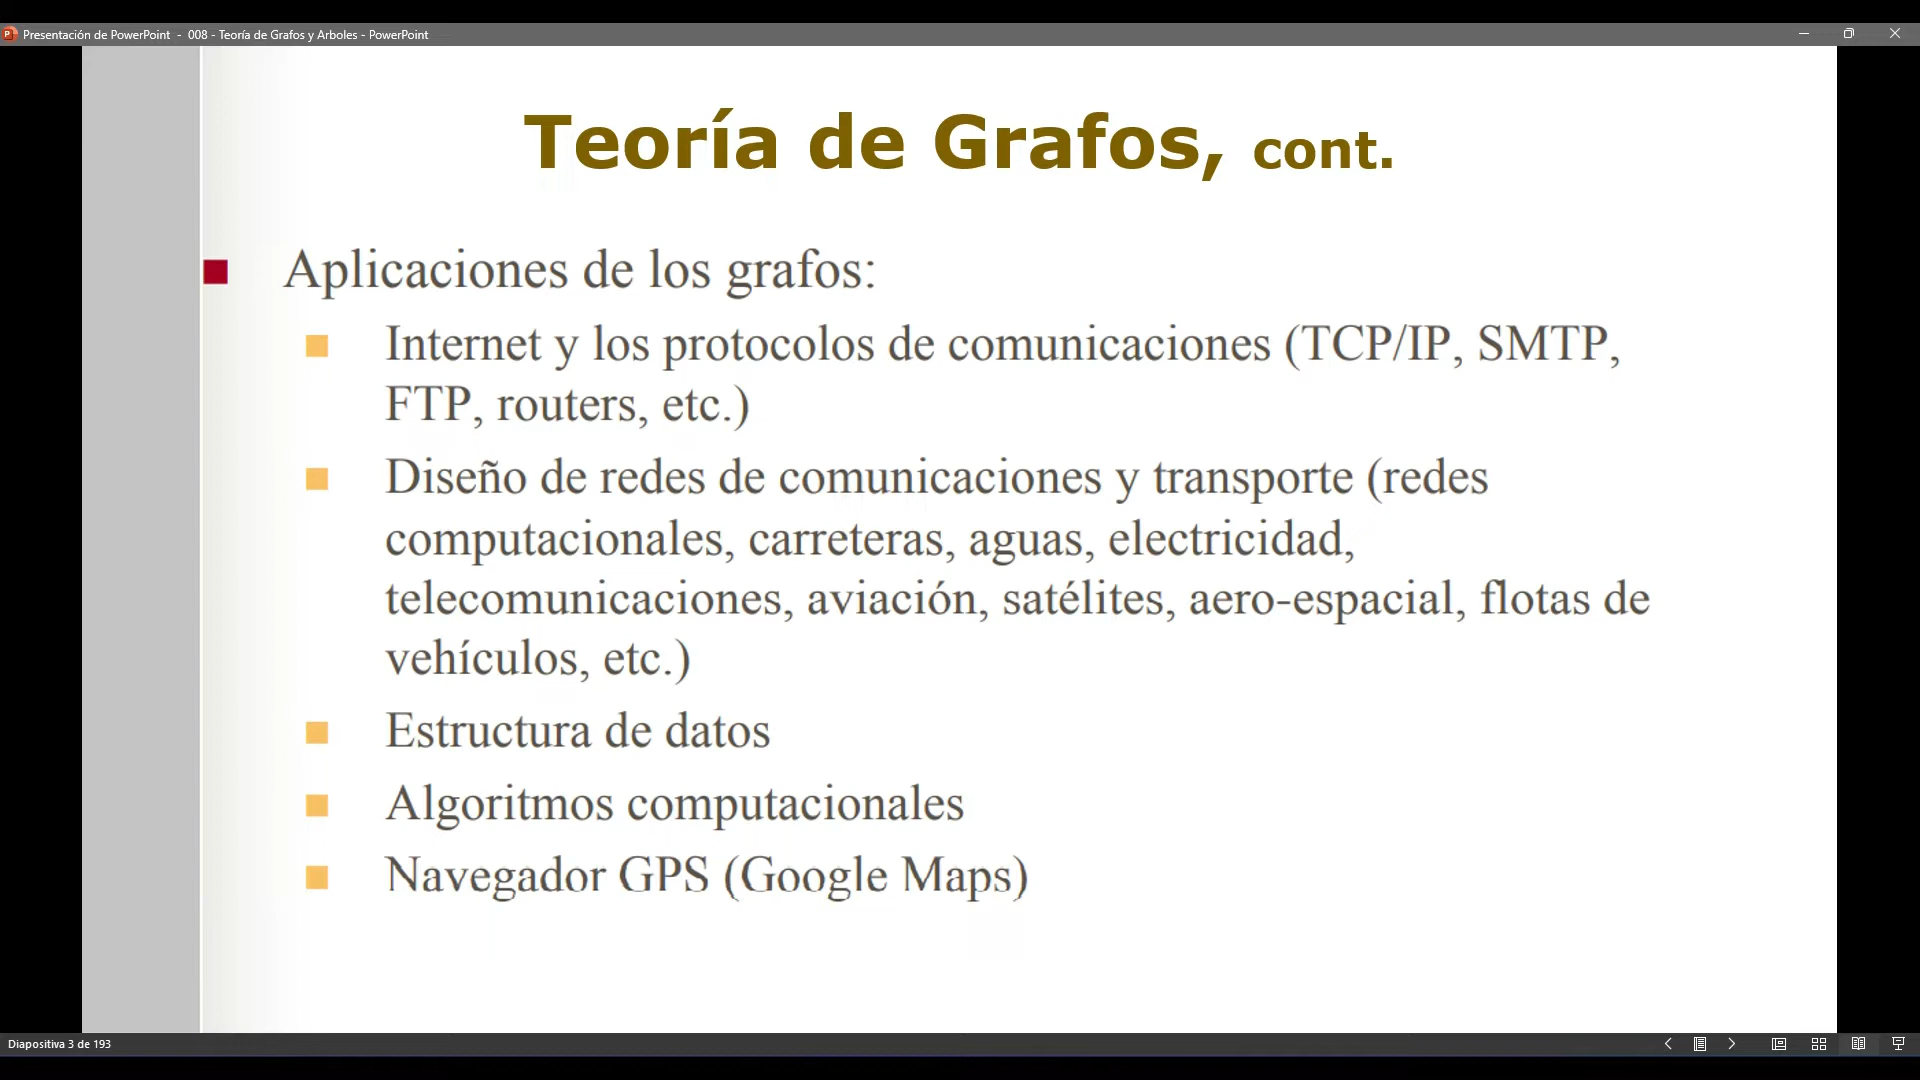 Presentación de PowerPoint - 008 - Teoría de Grafos y Arboles - PowerPoint
Teoría de Grafos, cont.
Aplicaciones de los grafos:
Internet y los protocolos de comunicaciones (TCP/IP, SMTP,
FTP, routers, etc.)
Diseño de redes de comunicaciones y transporte (redes
computacionales, carreteras, aguas, electricidad,
telecomunicaciones, aviación, satélites, aero-espacial, flotas de
vehículos, etc.)
Estructura de datos
Algoritmos computacionales
Navegador GPS (Google Maps)
Diapositiva 3 de 193